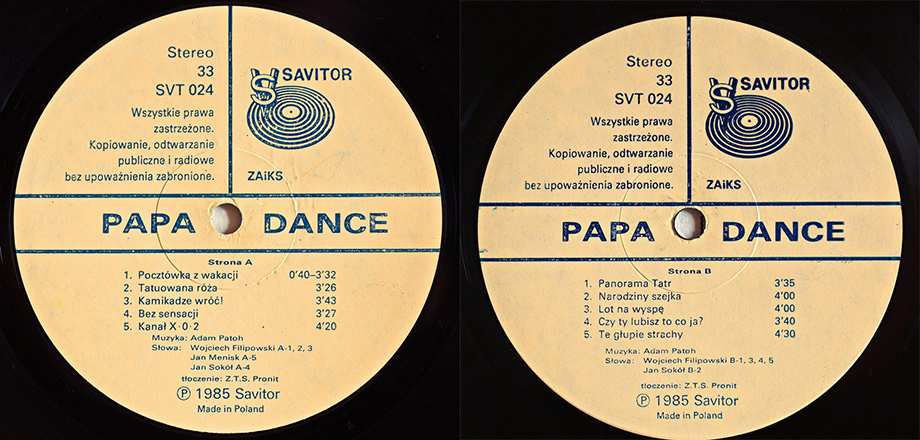 Stereo
33
SVT 024
SAVITOR
Wszystkie prawa
zastrzeżone.
Kopiowanie, odtwarzanie
publiczne i radiowe
bez upoważnienia zabronione.
ZAiKS
PAPA DANCE
Strona A
1. Pocztówka z wakacji 0'40–3'32
2. Tatuowana róża 3'26
3. Kamikadze wróć! 3'43
4. Bez sensacji 3'27
5. Kanał X·0·2 4'20
Muzyka: Adam Patoh
Słowa: Wojciech Filipowski A-1, 2, 3
Jan Menisk A-5
Jan Sokół A-4
tłoczenie: Z.T.S. Pronit
Ⓟ 1985 Savitor
Made in Poland
Stereo
33
SVT 024
SAVITOR
Wszystkie prawa
zastrzeżone.
Kopiowanie, odtwarzanie
publiczne i radiowe
bez upoważnienia zabronione.
ZAiKS
PAPA DANCE
Strona B
1. Panorama Tatr 3'35
2. Narodziny szejka 4'00
3. Lot na wyspę 4'00
4. Czy ty lubisz to co ja? 3'40
5. Te głupie strachy 4'30
Muzyka: Adam Patoh
Słowa: Wojciech Filipowski B-1, 3, 4, 5
Jan Sokół B-2
tłoczenie: Z.T.S. Pronit
Ⓟ 1985 Savitor
Made in Poland